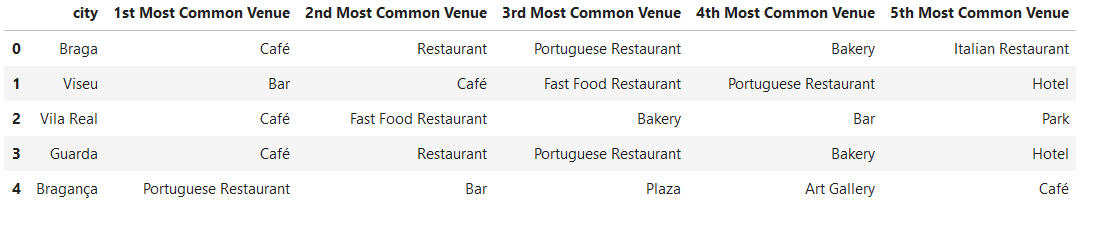 city 1st Most Common Venue 2nd Most Common Venue 3rd Most Common Venue 4th Most Common Venue 5th Most Common Venue
0 Braga Café Restaurant Portuguese Restaurant Bakery Italian Restaurant
1 Viseu Bar Café Fast Food Restaurant Portuguese Restaurant Hotel
2 Vila Real Café Fast Food Restaurant Bakery Bar Park
3 Guarda Café Restaurant Portuguese Restaurant Bakery Hotel
4 Bragança Portuguese Restaurant Bar Plaza Art Gallery Café